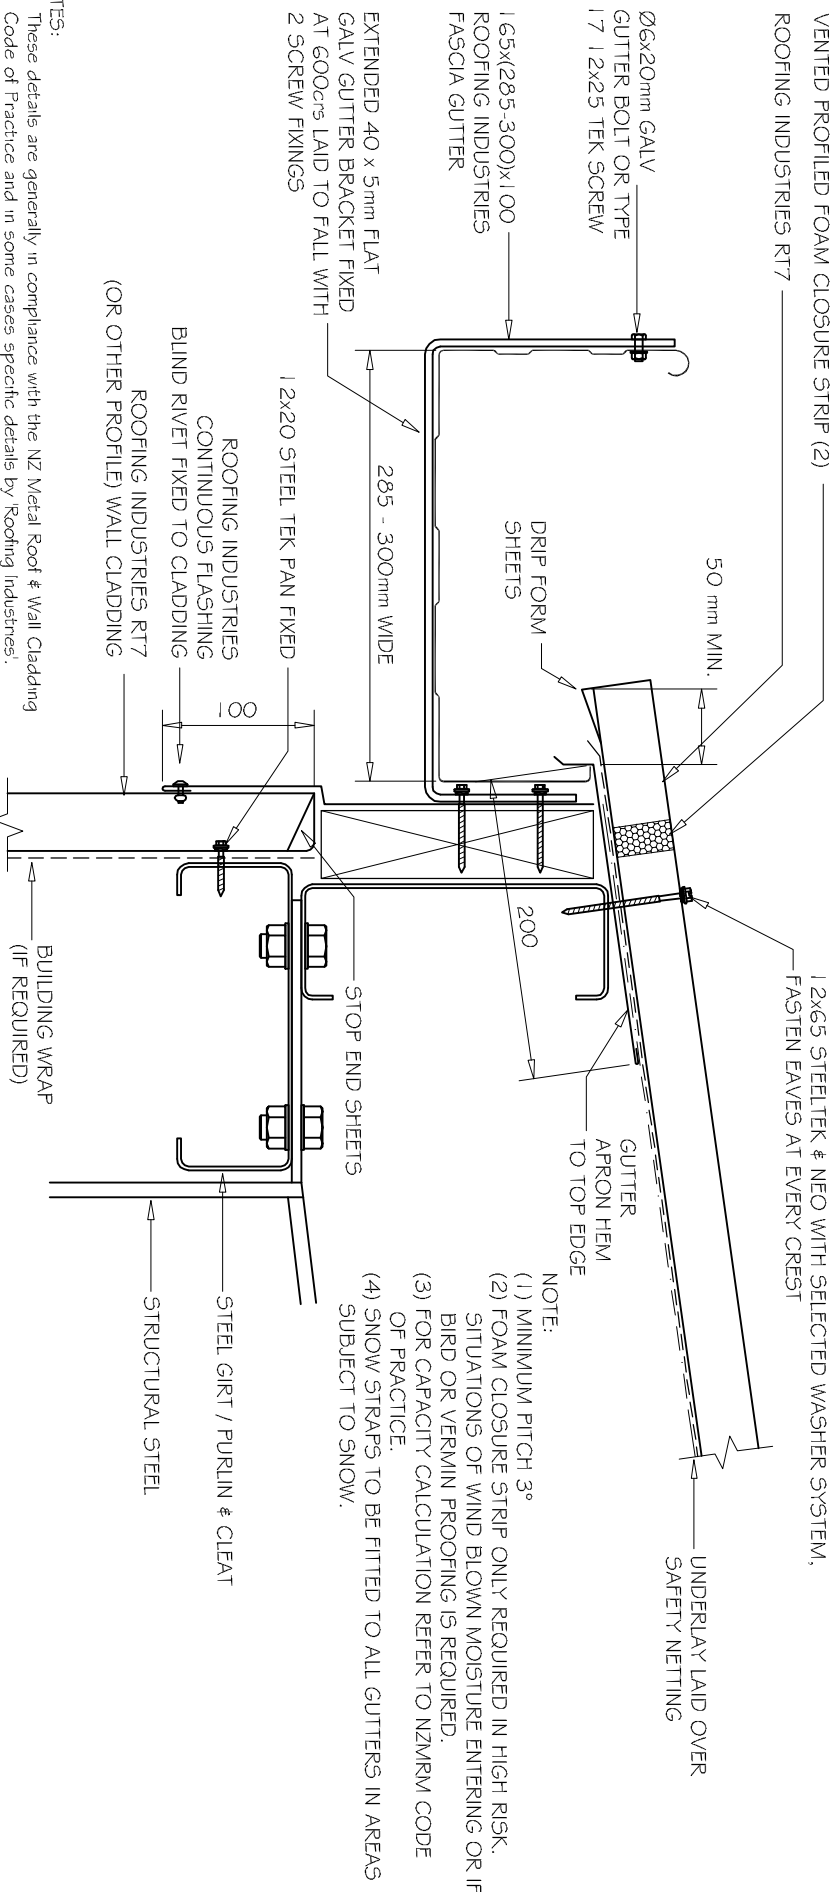 VENTED PROFILED FOAM CLOSURE STRIP (2)
ROOFING INDUSTRIES RT7
Ø6x20mm GALV
GUTTER BOLT OR TYPE
17 12x25 TEK SCREW
165x(285-300)x100
ROOFING INDUSTRIES
FASCIA GUTTER
EXTENDED 40 x 5mm FLAT
GALV GUTTER BRACKET FIXED
AT 600crs LAID TO FALL WITH
2 SCREW FIXINGS
50 mm MIN.
DRIP FORM
SHEETS
285 - 300mm WIDE
12x20 STEEL TEK PAN FIXED
ROOFING INDUSTRIES
CONTINUOUS FLASHING
BLIND RIVET FIXED TO CLADDING
ROOFING INDUSTRIES RT7
(OR OTHER PROFILE) WALL CLADDING
100
200
12x65 STEELTEK & NEO WITH SELECTED WASHER SYSTEM,
FASTEN EAVES AT EVERY CREST
GUTTER
APRON HEM
TO TOP EDGE
STOP END SHEETS
BUILDING WRAP
(IF REQUIRED)
UNDERLAY LAID OVER
SAFETY NETTING
STEEL GIRT / PURLIN & CLEAT
STRUCTURAL STEEL
NOTE:
(1) MINIMUM PITCH 3°
(2) FOAM CLOSURE STRIP ONLY REQUIRED IN HIGH RISK.
SITUATIONS OF WIND BLOWN MOISTURE ENTERING OR IF
BIRD OR VERMIN PROOFING IS REQUIRED.
(3) FOR CAPACITY CALCULATION REFER TO NZMRM CODE
OF PRACTICE.
(4) SNOW STRAPS TO BE FITTED TO ALL GUTTERS IN AREAS
SUBJECT TO SNOW.
TES:
These details are generally in compliance with the NZ Metal Roof & Wall Cladding
Code of Practice and in some cases specific details by 'Roofing Industries'.